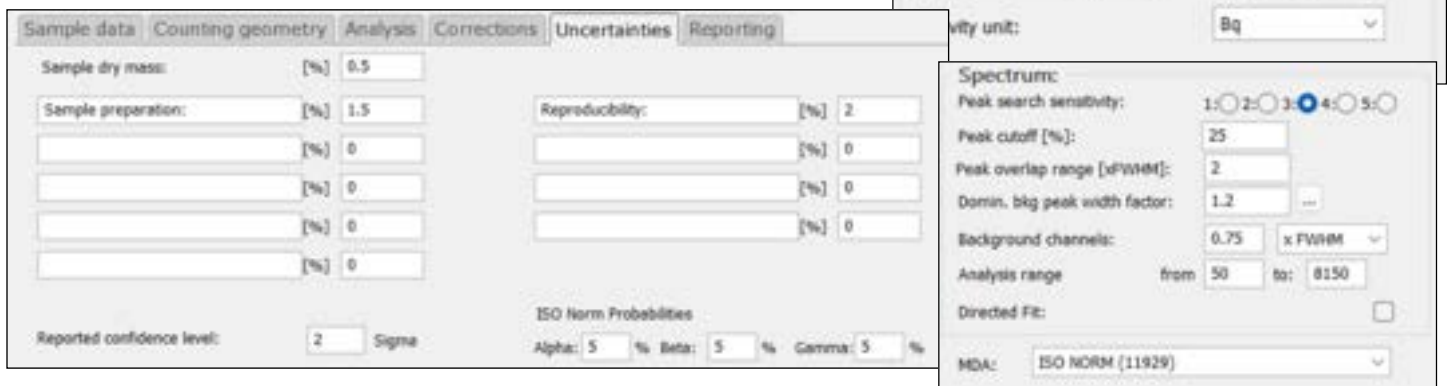 Sample data Counting geometry Analysis Corrections Uncertainties Reporting
Sample dry mass: [%] 0.5
Sample preparation: [%] 1.5 Reproducibility: [%] 2
[%] 0 [%] 0
[%] 0 [%] 0
[%] 0 [%] 0
[%] 0
Reported confidence level: 2 Sigma
ISO Norm Probabilities
Alpha: 5 % Beta: 5 % Gamma: 5 %
vity unit: Bq
Spectrum:
Peak search sensitivity: 1: 2: 3: 4: 5:
Peak cutoff [%]: 25
Peak overlap range [xFWHM]: 2
Domin. bkg peak width factor: 1.2 ...
Background channels: 0.75 x FWHM
Analysis range from 50 to: 8150
Directed Fit:
MDA: ISO NORM (11929)